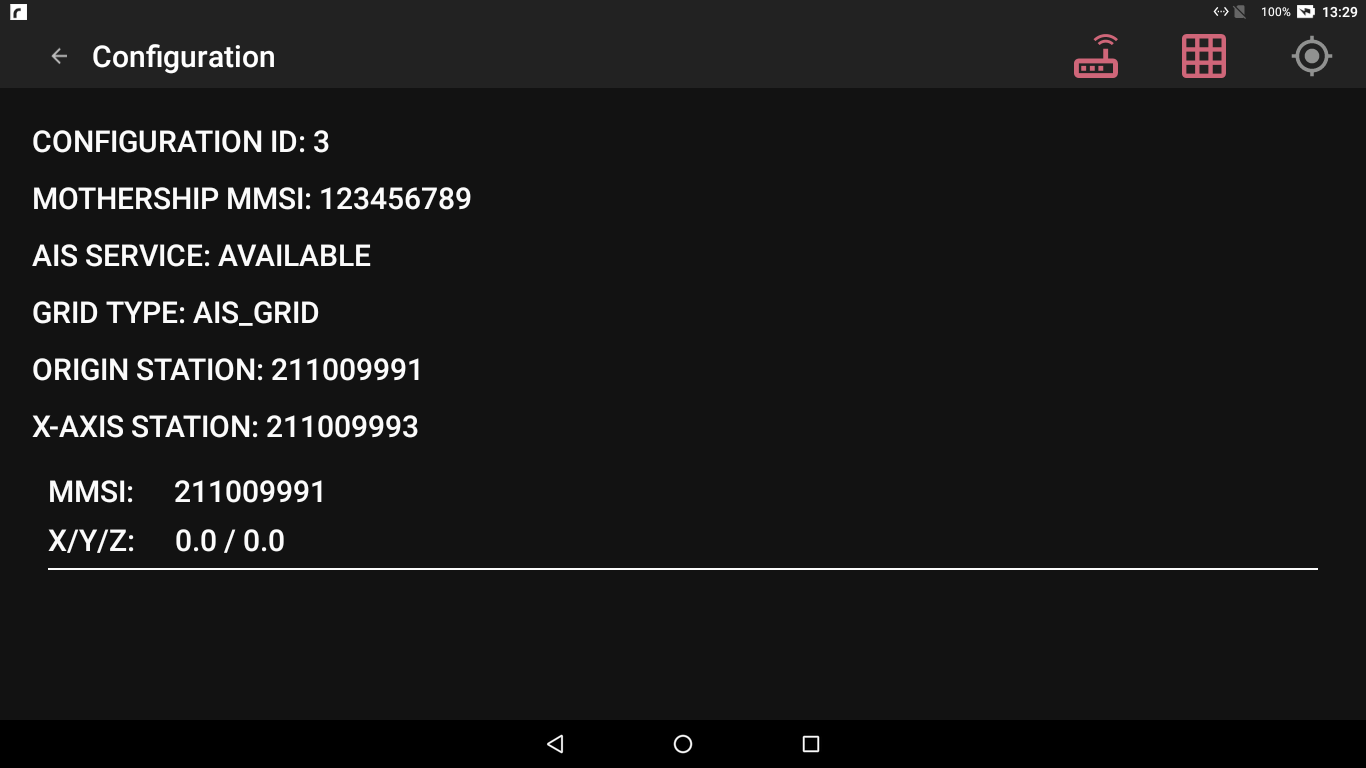 100% 13:29
Configuration
CONFIGURATION ID: 3
MOTHERSHIP MMSI: 123456789
AIS SERVICE: AVAILABLE
GRID TYPE: AIS_GRID
ORIGIN STATION: 211009991
X-AXIS STATION: 211009993
MMSI: 211009991
X/Y/Z: 0.0 / 0.0